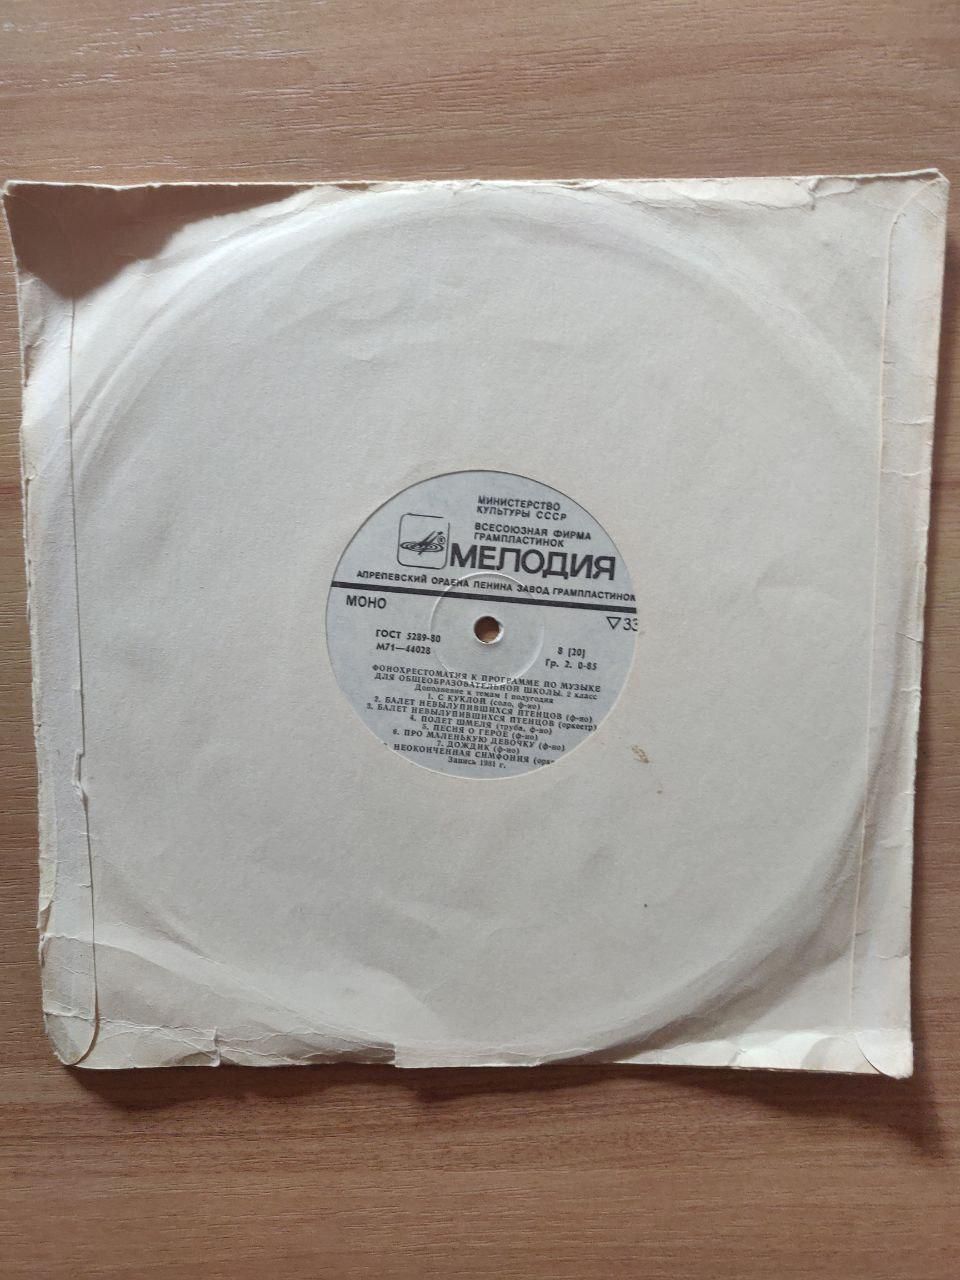 МИНИСТЕРСТВО
КУЛЬТУРЫ СССР
ВСЕСОЮЗНАЯ ФИРМА
ГРАМПЛАСТИНОК
МЕЛОДИЯ
АПРЕЛЕВСКИЙ ОРДЕНА ЛЕНИНА ЗАВОД ГРАМПЛАСТИНОК
МОНО
▽33
ГОСТ 5289-80
М71—44028
8 [20]
Гр. 2. 0-85
ФОНОХРЕСТОМАТИЯ К ПРОГРАММЕ ПО МУЗЫКЕ
ДЛЯ ОБЩЕОБРАЗОВАТЕЛЬНОЙ ШКОЛЫ. 2 класс
Дополнение к темам I полугодия
1. С КУКЛОЙ (соло, ф-но)
2. БАЛЕТ НЕВЫЛУПИВШИХСЯ ПТЕНЦОВ (ф-но)
3. БАЛЕТ НЕВЫЛУПИВШИХСЯ ПТЕНЦОВ (оркестр)
4. ПОЛЕТ ШМЕЛЯ (труба, ф-но)
5. ПЕСНЯ О ГЕРОЕ (ф-но)
6. ПРО МАЛЕНЬКУЮ ДЕВОЧКУ (ф-но)
7. ДОЖДИК (ф-но)
НЕОКОНЧЕННАЯ СИМФОНИЯ
Запись 1981 г.